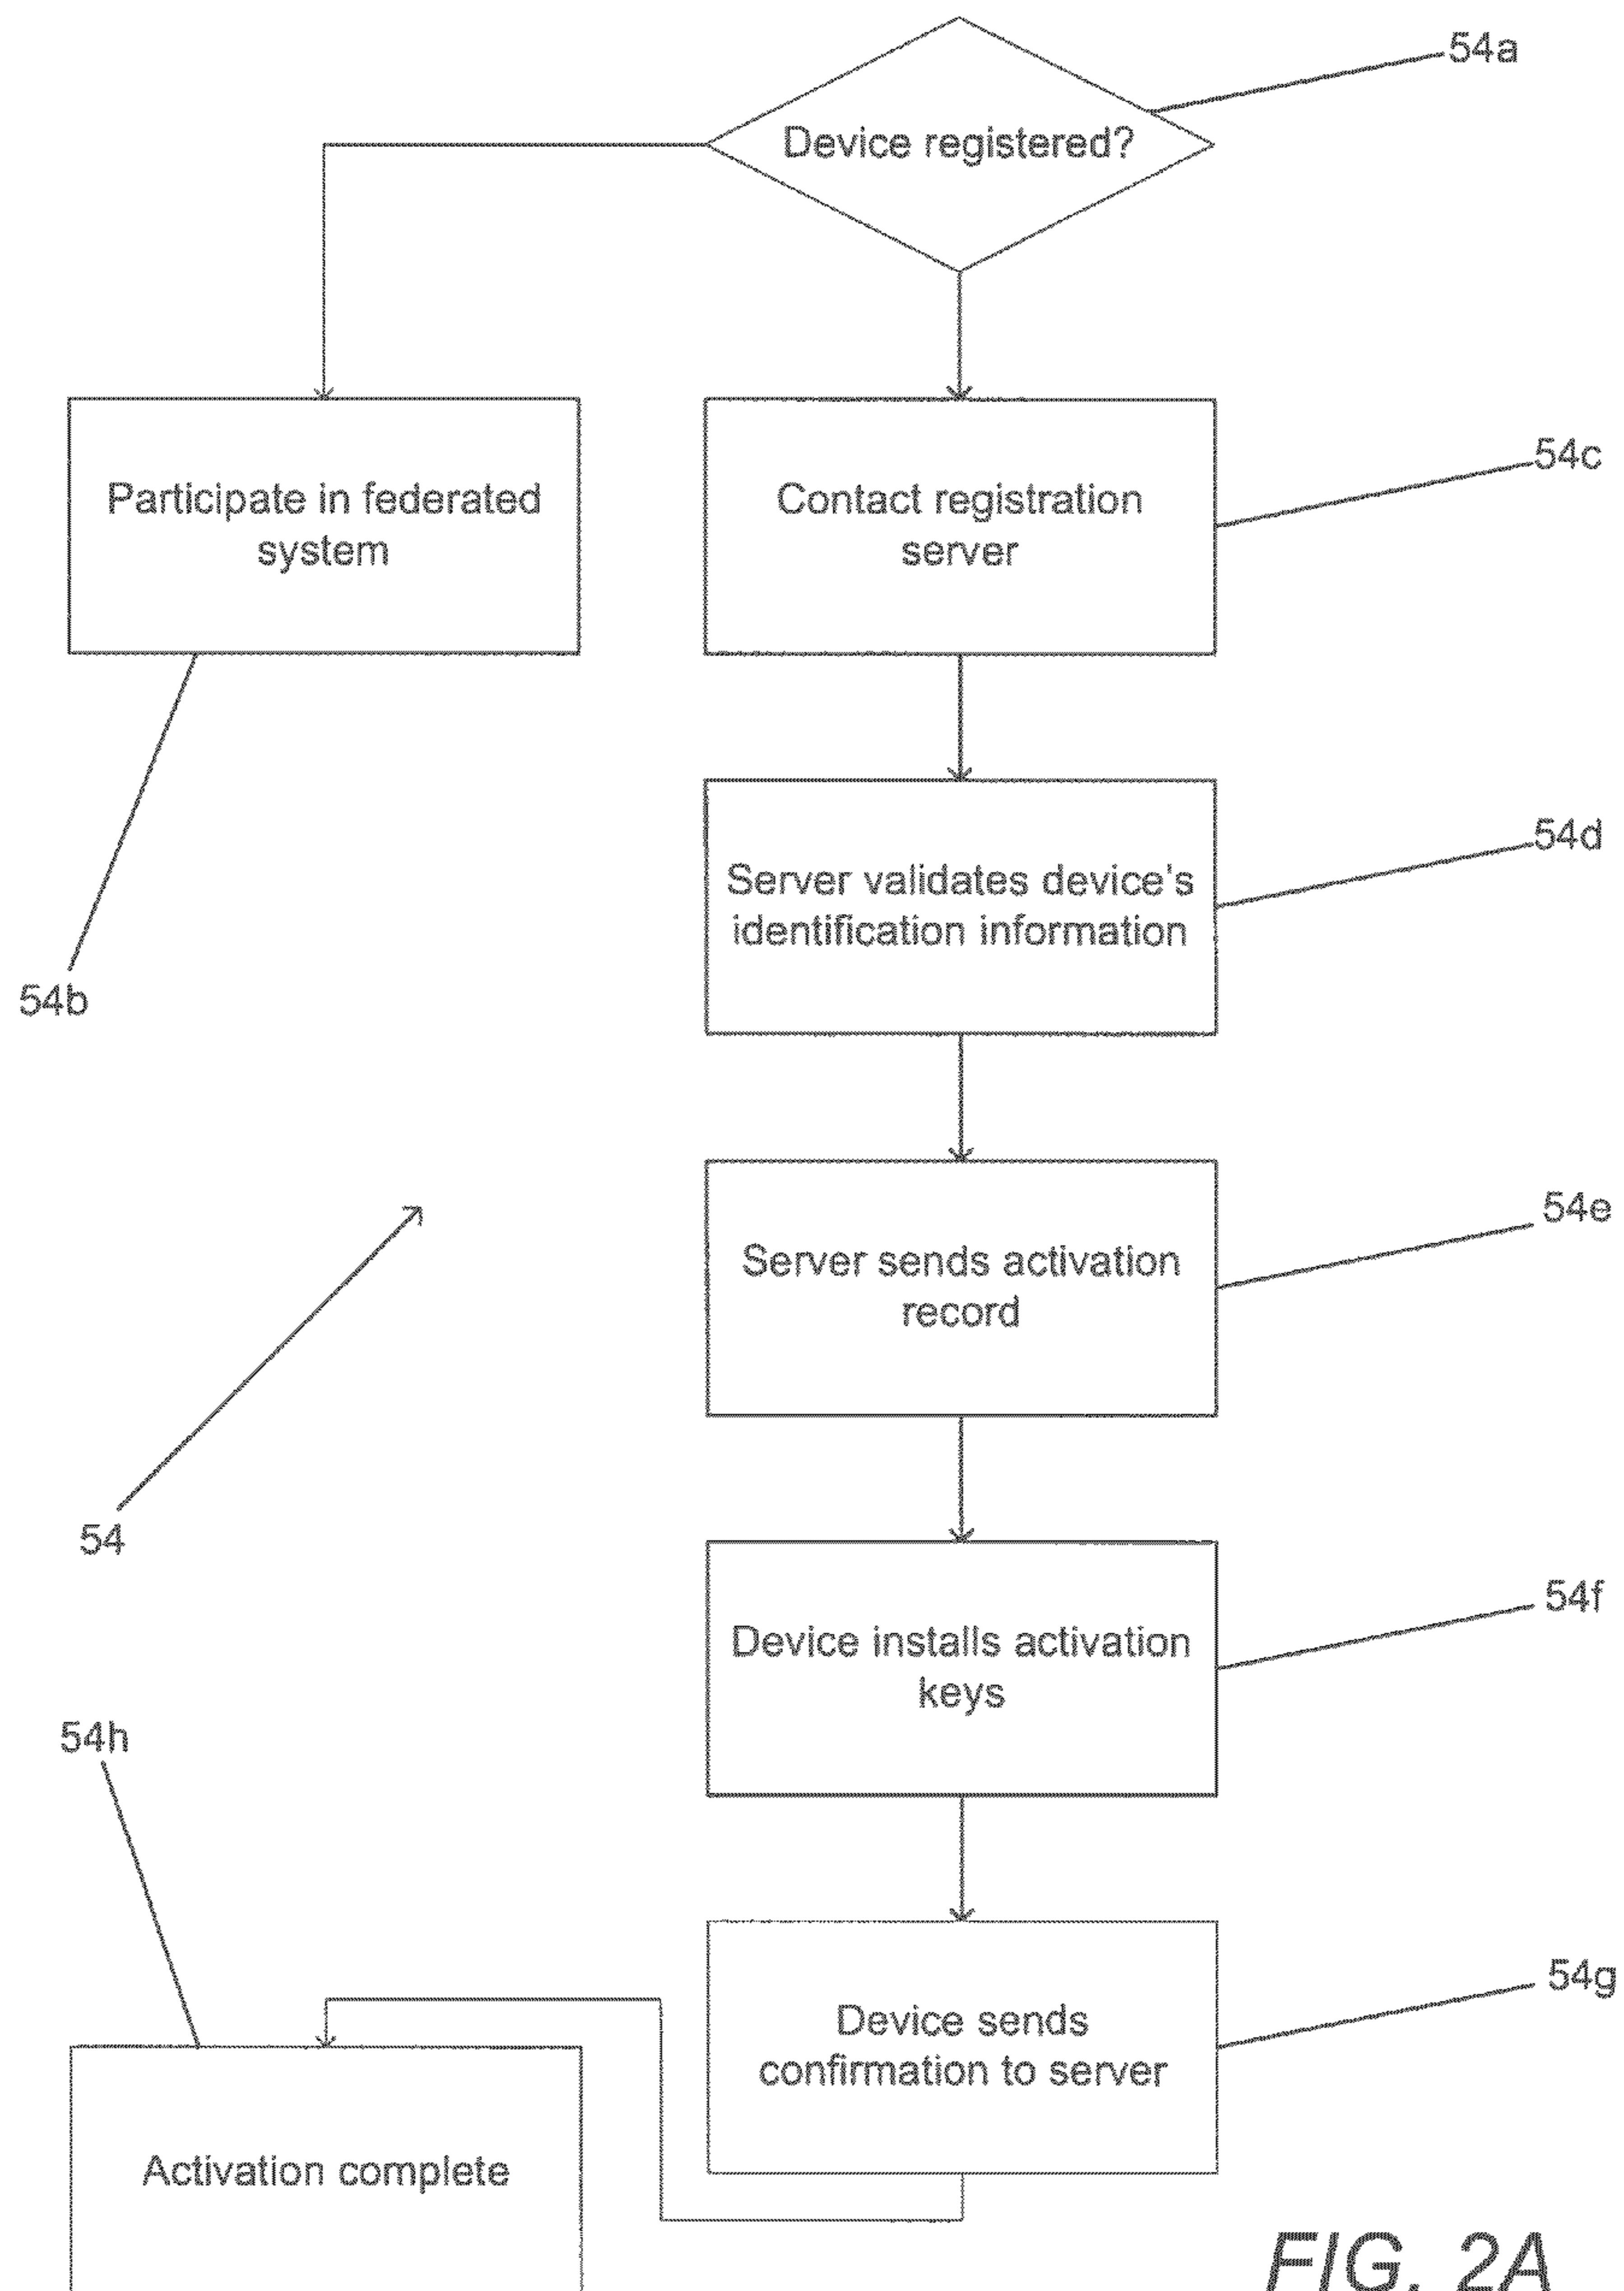 54a
Device registered?
Participate in federated
system
Contact registration
server
54c
54b
Server validates device's
identification information
54d
Server sends activation
record
54e
54
Device installs activation
keys
54f
54h
Device sends
confirmation to server
54g
Activation complete
FIG. 2A